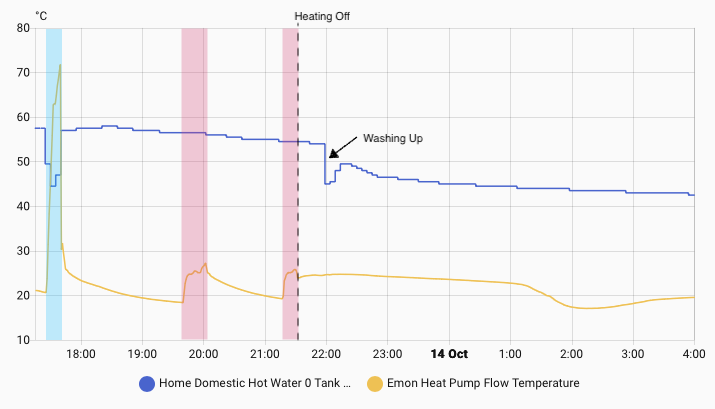 °C
Heating Off
80
70
60
50
40
30
20
10
Washing Up
18:00 19:00 20:00 21:00 22:00 23:00 14 Oct 1:00 2:00 3:00 4:00
Home Domestic Hot Water 0 Tank ... Emon Heat Pump Flow Temperature